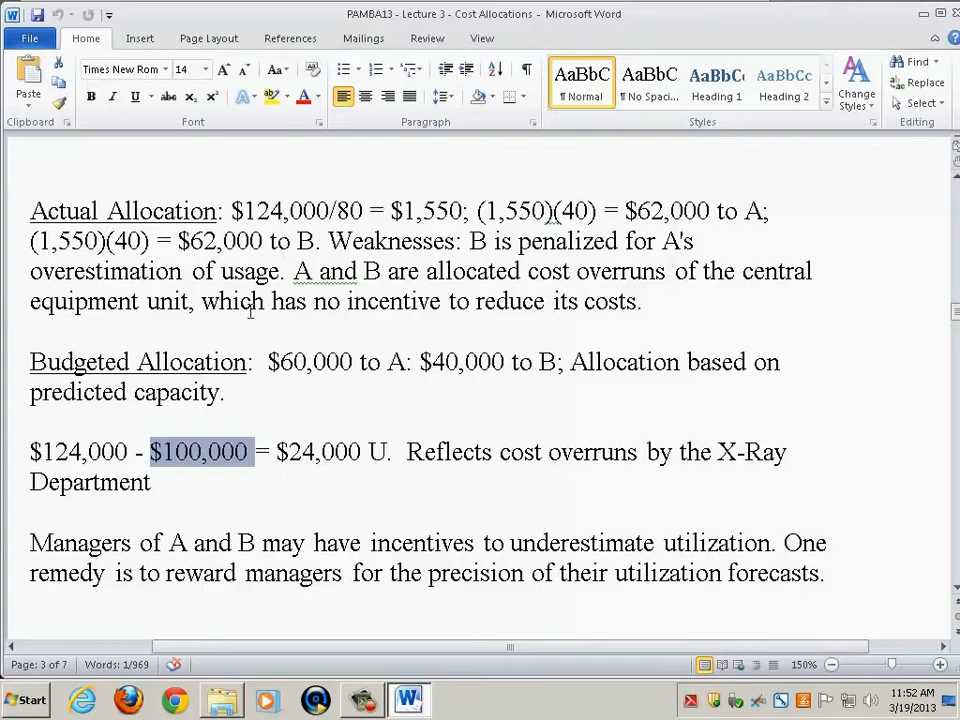 PAMBA13 - Lecture 3 - Cost Allocations - Microsoft Word
File Home Insert Page Layout References Mailings Review View
Times New Rom 14 Aa AaBbC AaBbC AaBbCc AaBbCc A Find
Paste Replace
B I U abc x₂ x² A ab A ¶ Normal ¶ No Spaci... Heading 1 Heading 2 Change Styles Select
Clipboard Font Paragraph Styles Editing
Actual Allocation: $124,000/80 = $1,550; (1,550)(40) = $62,000 to A;
(1,550)(40) = $62,000 to B. Weaknesses: B is penalized for A's
overestimation of usage. A and B are allocated cost overruns of the central
equipment unit, which has no incentive to reduce its costs.
Budgeted Allocation: $60,000 to A: $40,000 to B; Allocation based on
predicted capacity.
$124,000 - $100,000 = $24,000 U. Reflects cost overruns by the X-Ray
Department
Managers of A and B may have incentives to underestimate utilization. One
remedy is to reward managers for the precision of their utilization forecasts.
Page: 3 of 7 Words: 1/969 150%
Start W 11:52 AM
3/19/2013